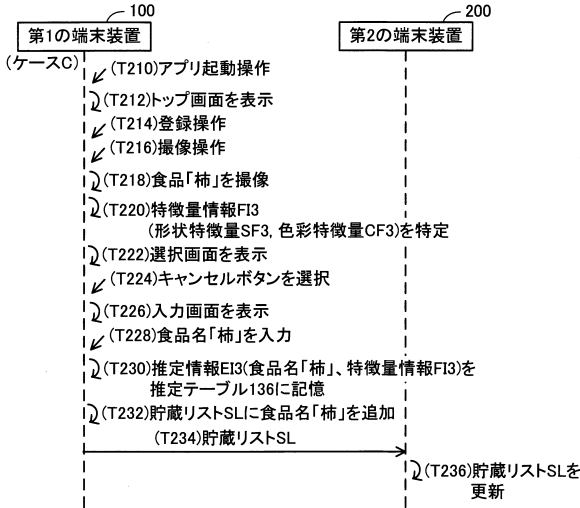 100
200
第1の端末装置
第2の端末装置
(ケースC)
(T210)アプリ起動操作
(T212)トップ画面を表示
(T214)登録操作
(T216)撮像操作
(T218)食品「柿」を撮像
(T220)特徴量情報FI3
(形状特徴量SF3, 色彩特徴量CF3)を特定
(T222)選択画面を表示
(T224)キャンセルボタンを選択
(T226)入力画面を表示
(T228)食品名「柿」を入力
(T230)推定情報EI3(食品名「柿」、特徴量情報FI3)を
推定テーブル136に記憶
(T232)貯蔵リストSLに食品名「柿」を追加
(T234)貯蔵リストSL
(T236)貯蔵リストSLを
更新